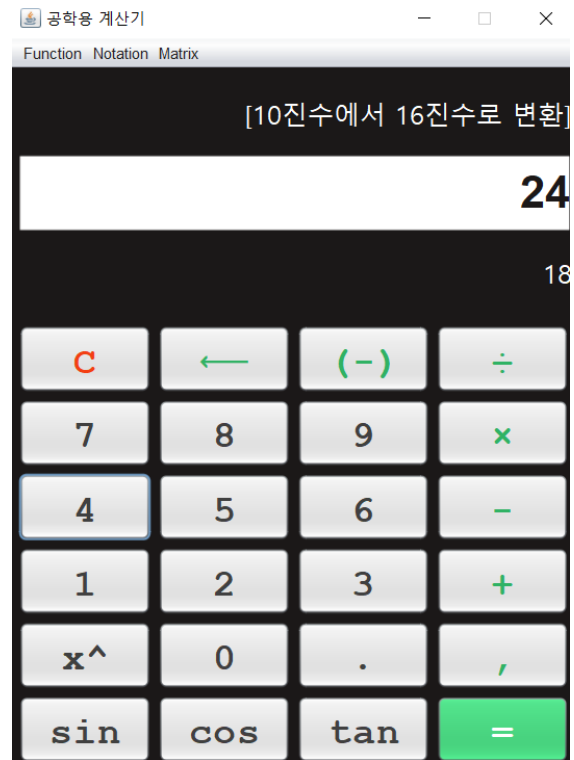 공학용 계산기
Function Notation Matrix
[10진수에서 16진수로 변환]
24
18
C ← (-) ÷
7 8 9 ×
4 5 6 -
1 2 3 +
x^ 0 . ,
sin cos tan =